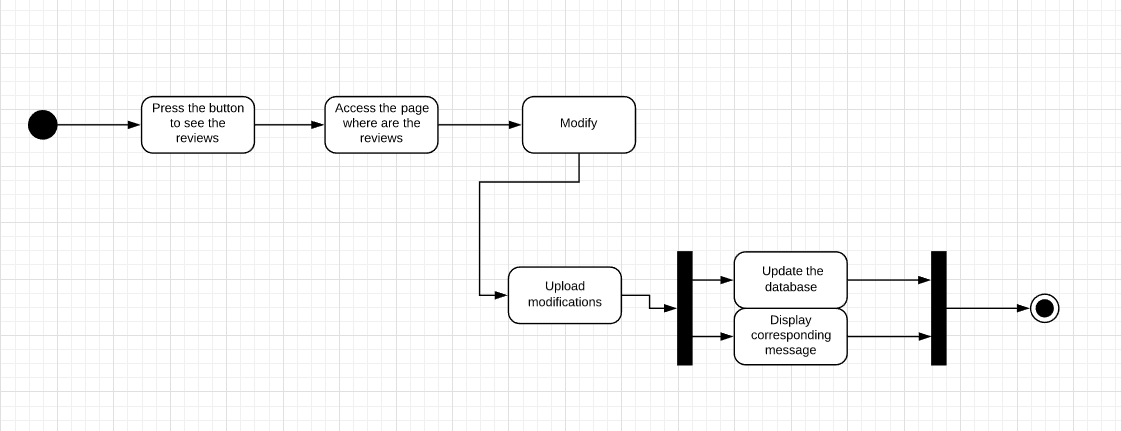 Press the button
to see the
reviews
Access the page
where are the
reviews
Modify
Upload
modifications
Update the
database
Display
corresponding
message